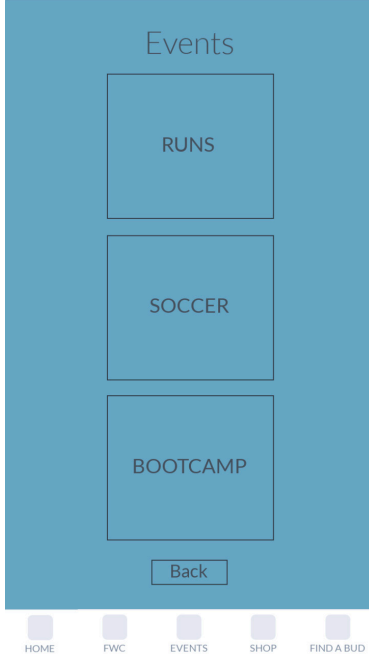 Events
RUNS
SOCCER
BOOTCAMP
Back
HOME FWC EVENTS SHOP FIND A BUD